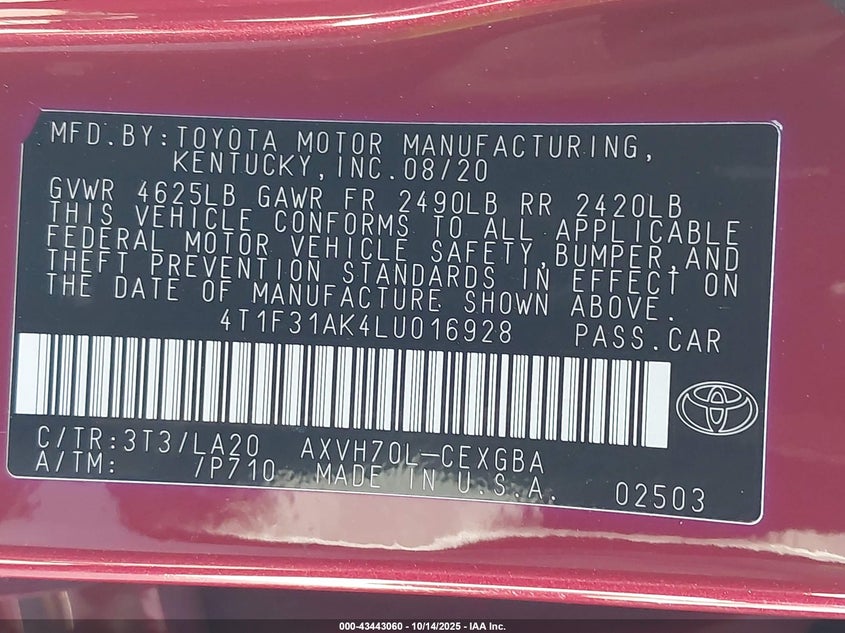 MFD.BY:TOYOTA MOTOR MANUFACTURING,
KENTUCKY,INC.08/20
GVWR 4625LB GAWR FR 2490LB RR 2420LB
THIS VEHICLE CONFORMS TO ALL APPLICABLE
FEDERAL MOTOR VEHICLE SAFETY,BUMPER,AND
THEFT PREVENTION STANDARDS IN EFFECT ON
THE DATE OF MANUFACTURE SHOWN ABOVE.
4T1F31AK4LU016928 PASS.CAR
C/TR:3T3/LA20 AXVH70L-CEXGBA
A/TM: /P710 MADE IN U.S.A. 02503
000-43443060 - 10/14/2025 - IAA Inc.